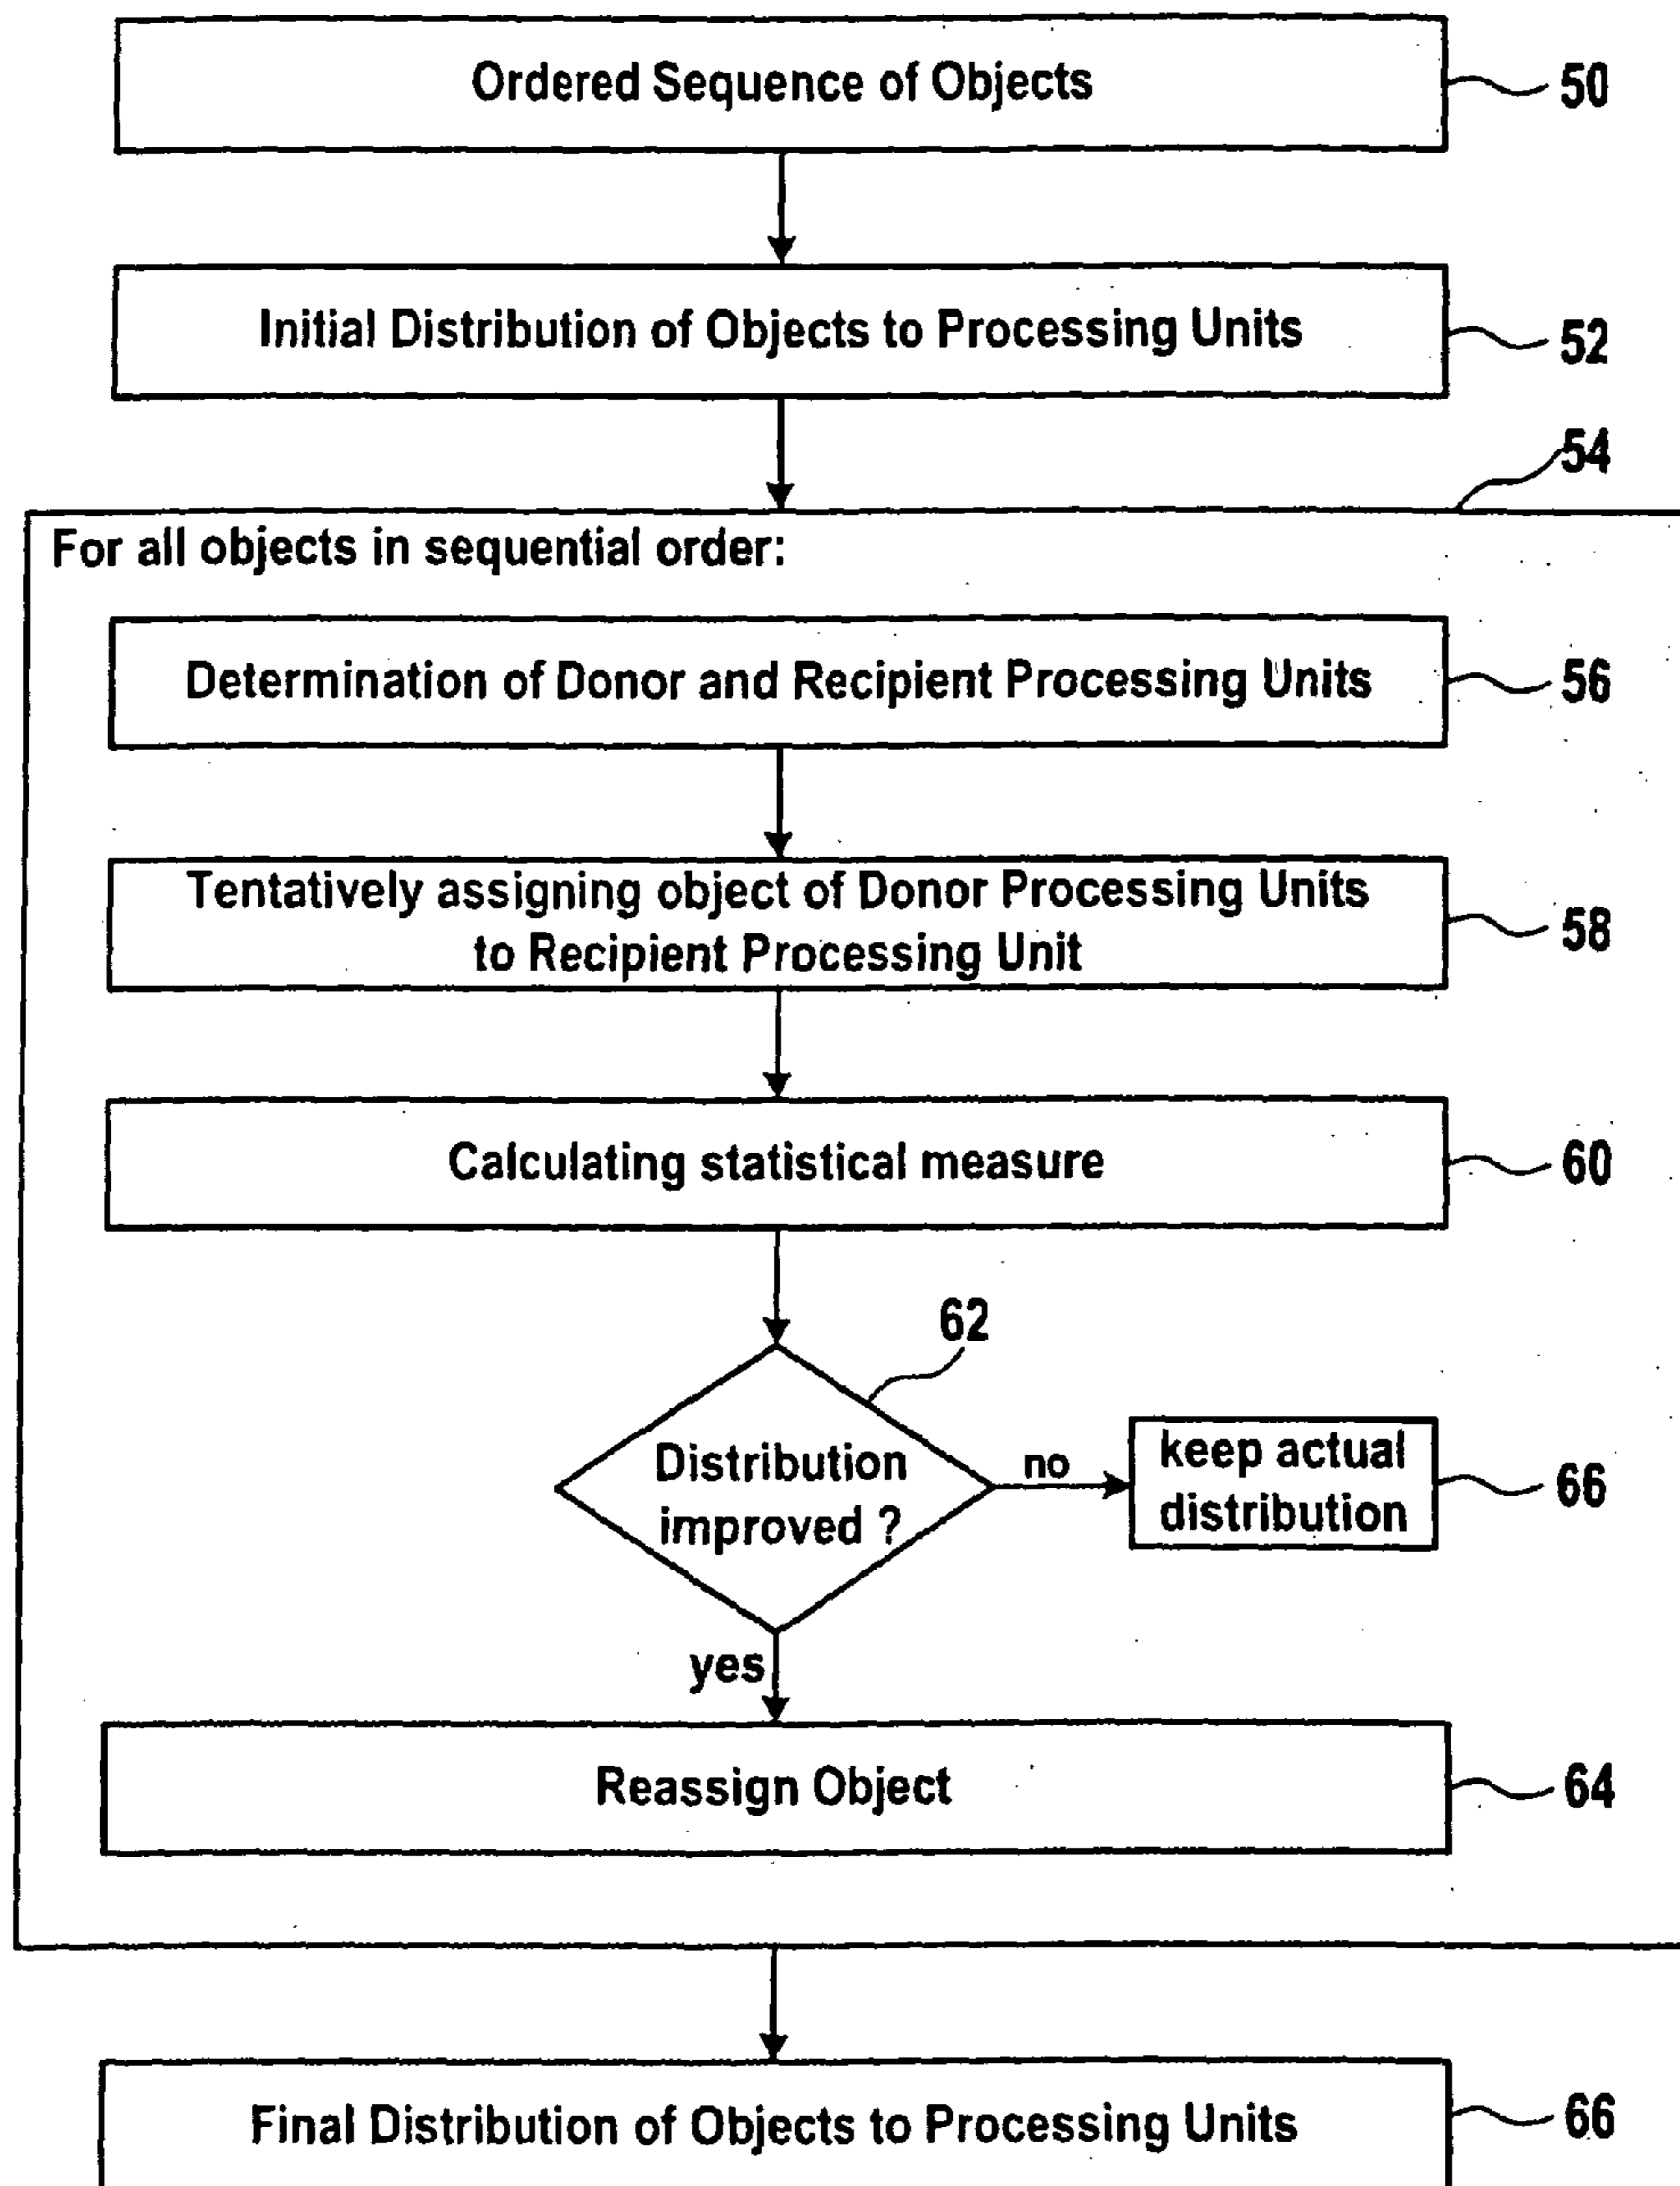 Ordered Sequence of Objects
50
Initial Distribution of Objects to Processing Units
52
54
For all objects in sequential order:
Determination of Donor and Recipient Processing Units
56
Tentatively assigning object of Donor Processing Units
to Recipient Processing Unit
58
Calculating statistical measure
60
62
Distribution
improved ?
no
keep actual
distribution
66
yes
Reassign Object
64
Final Distribution of Objects to Processing Units
66